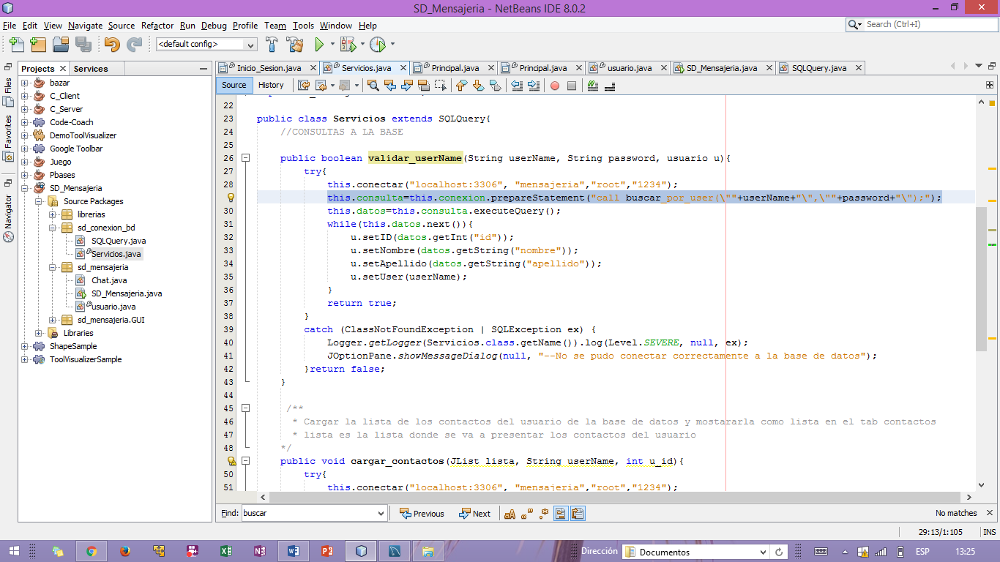 SD_Mensajeria - NetBeans IDE 8.0.2
File Edit View Navigate Source Refactor Run Debug Profile Team Tools Window Help
Search (Ctrl+I)
<default config>
Projects Services
Files
Favorites
Navigator
bazar
C_Client
C_Server
Code-Coach
DemoToolVisualizer
Google Toolbar
Juego
Pbases
SD_Mensajeria
Source Packages
librerias
sd_conexion_bd
SQLQuery.java
Servicios.java
sd_mensajeria
Chat.java
SD_Mensajeria.java
usuario.java
sd_mensajeria.GUI
Libraries
ShapeSample
ToolVisualizerSample
Inicio_Sesion.java Servicios.java Principal.java Principal.java usuario.java SD_Mensajeria.java SQLQuery.java
Source History
22
23 public class Servicios extends SQLQuery{
24 //CONSULTAS A LA BASE
25
26 public boolean validar_userName(String userName, String password, usuario u){
27 try{
28 this.conectar("localhost:3306", "mensajeria","root","1234");
this.consulta=this.conexion.prepareStatement("call buscar_por_user(\""+userName+"\",\""+password+"\");");
30 this.datos=this.consulta.executeQuery();
31 while(this.datos.next()){
32 u.setID(datos.getInt("id"));
33 u.setNombre(datos.getString("nombre"));
34 u.setApellido(datos.getString("apellido"));
35 u.setUser(userName);
36 }
37 return true;
38 }
39 catch (ClassNotFoundException | SQLException ex) {
40 Logger.getLogger(Servicios.class.getName()).log(Level.SEVERE, null, ex);
41 JOptionPane.showMessageDialog(null, "--No se pudo conectar correctamente a la base de datos");
42 }return false;
43 }
44
45 /**
46 * Cargar la lista de los contactos del usuario de la base de datos y mostararla como lista en el tab contactos
47 * lista es la lista donde se va a presentar los contactos del usuario
48 */
public void cargar_contactos(JList lista, String userName, int u_id){
50 try{
51 this.conectar("localhost:3306", "mensajeria","root","1234");
Find: buscar Previous Next No matches
29:13/1:105 INS
Dirección Documentos ESP 13:25